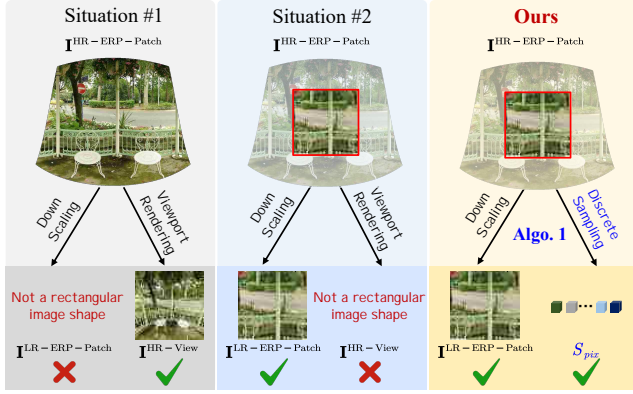 Situation #1
I^HR-ERP-Patch
Down
Scaling
Viewport
Rendering
Not a rectangular
image shape
I^LR-ERP-Patch
I^HR-View
Situation #2
I^HR-ERP-Patch
Down
Scaling
Viewport
Rendering
Not a rectangular
image shape
I^LR-ERP-Patch
I^HR-View
Ours
I^HR-ERP-Patch
Down
Scaling
Algo. 1
Discrete
Sampling
I^LR-ERP-Patch
S_pix